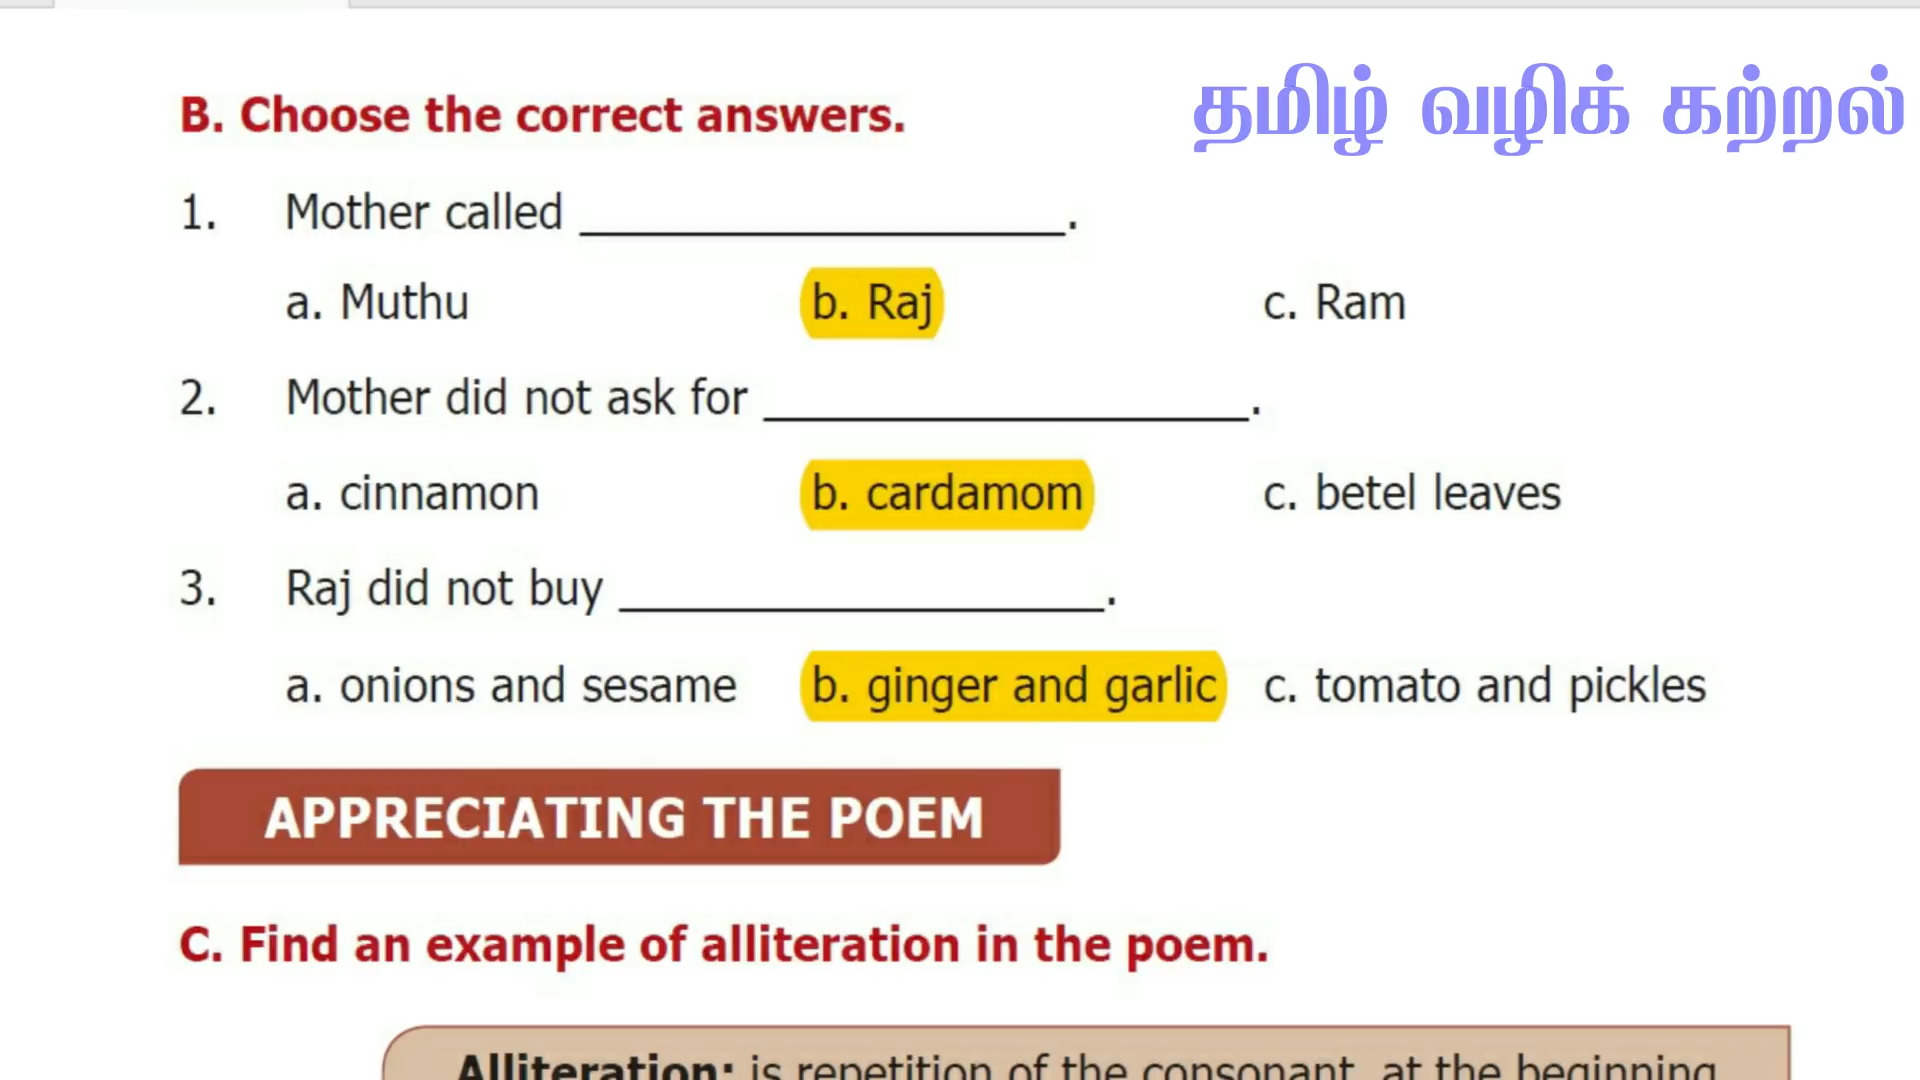 B. Choose the correct answers.
தமிழ் வழிக் கற்றல்
1. Mother called ____________________.
a. Muthu b. Raj c. Ram
2. Mother did not ask for ____________________.
a. cinnamon b. cardamom c. betel leaves
3. Raj did not buy ____________________.
a. onions and sesame b. ginger and garlic c. tomato and pickles
APPRECIATING THE POEM
C. Find an example of alliteration in the poem.
Alliteration: is repetition of the consonant, at the beginning